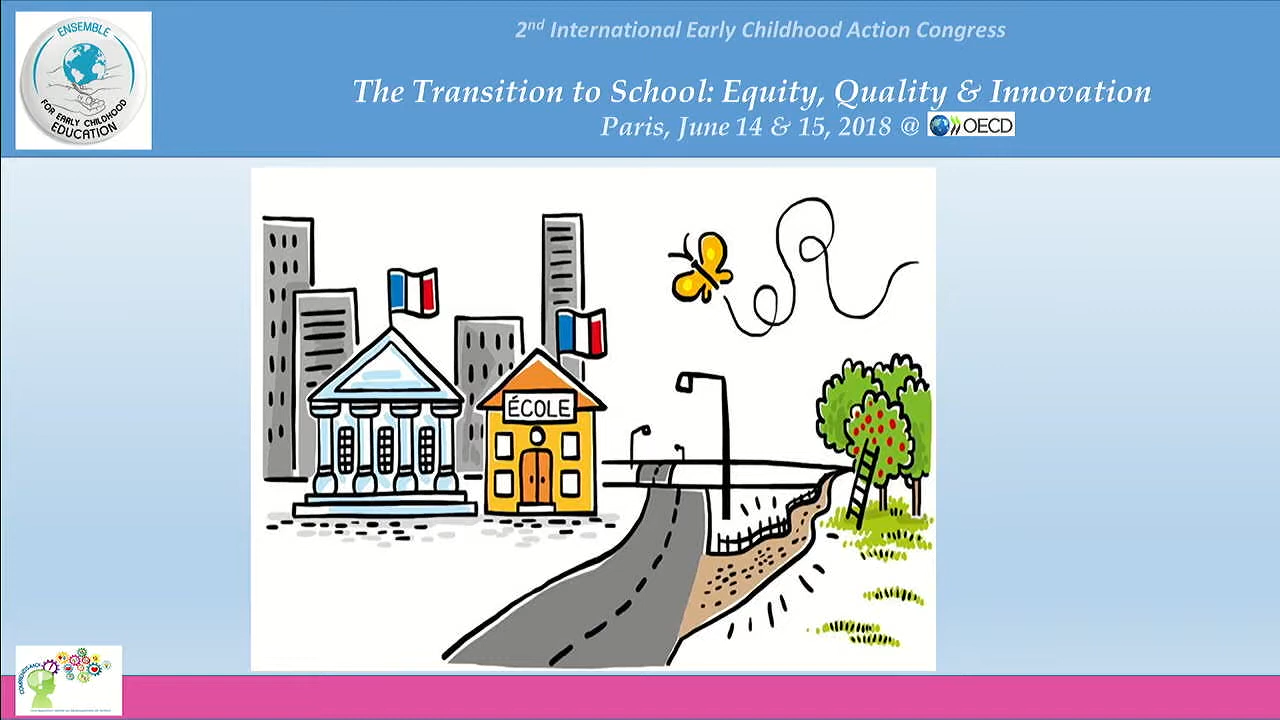 2nd International Early Childhood Action Congress
The Transition to School: Equity, Quality & Innovation
Paris, June 14 & 15, 2018 @ OECD
ENSEMBLE
FOR EARLY CHILDHOOD
EDUCATION
ÉCOLE